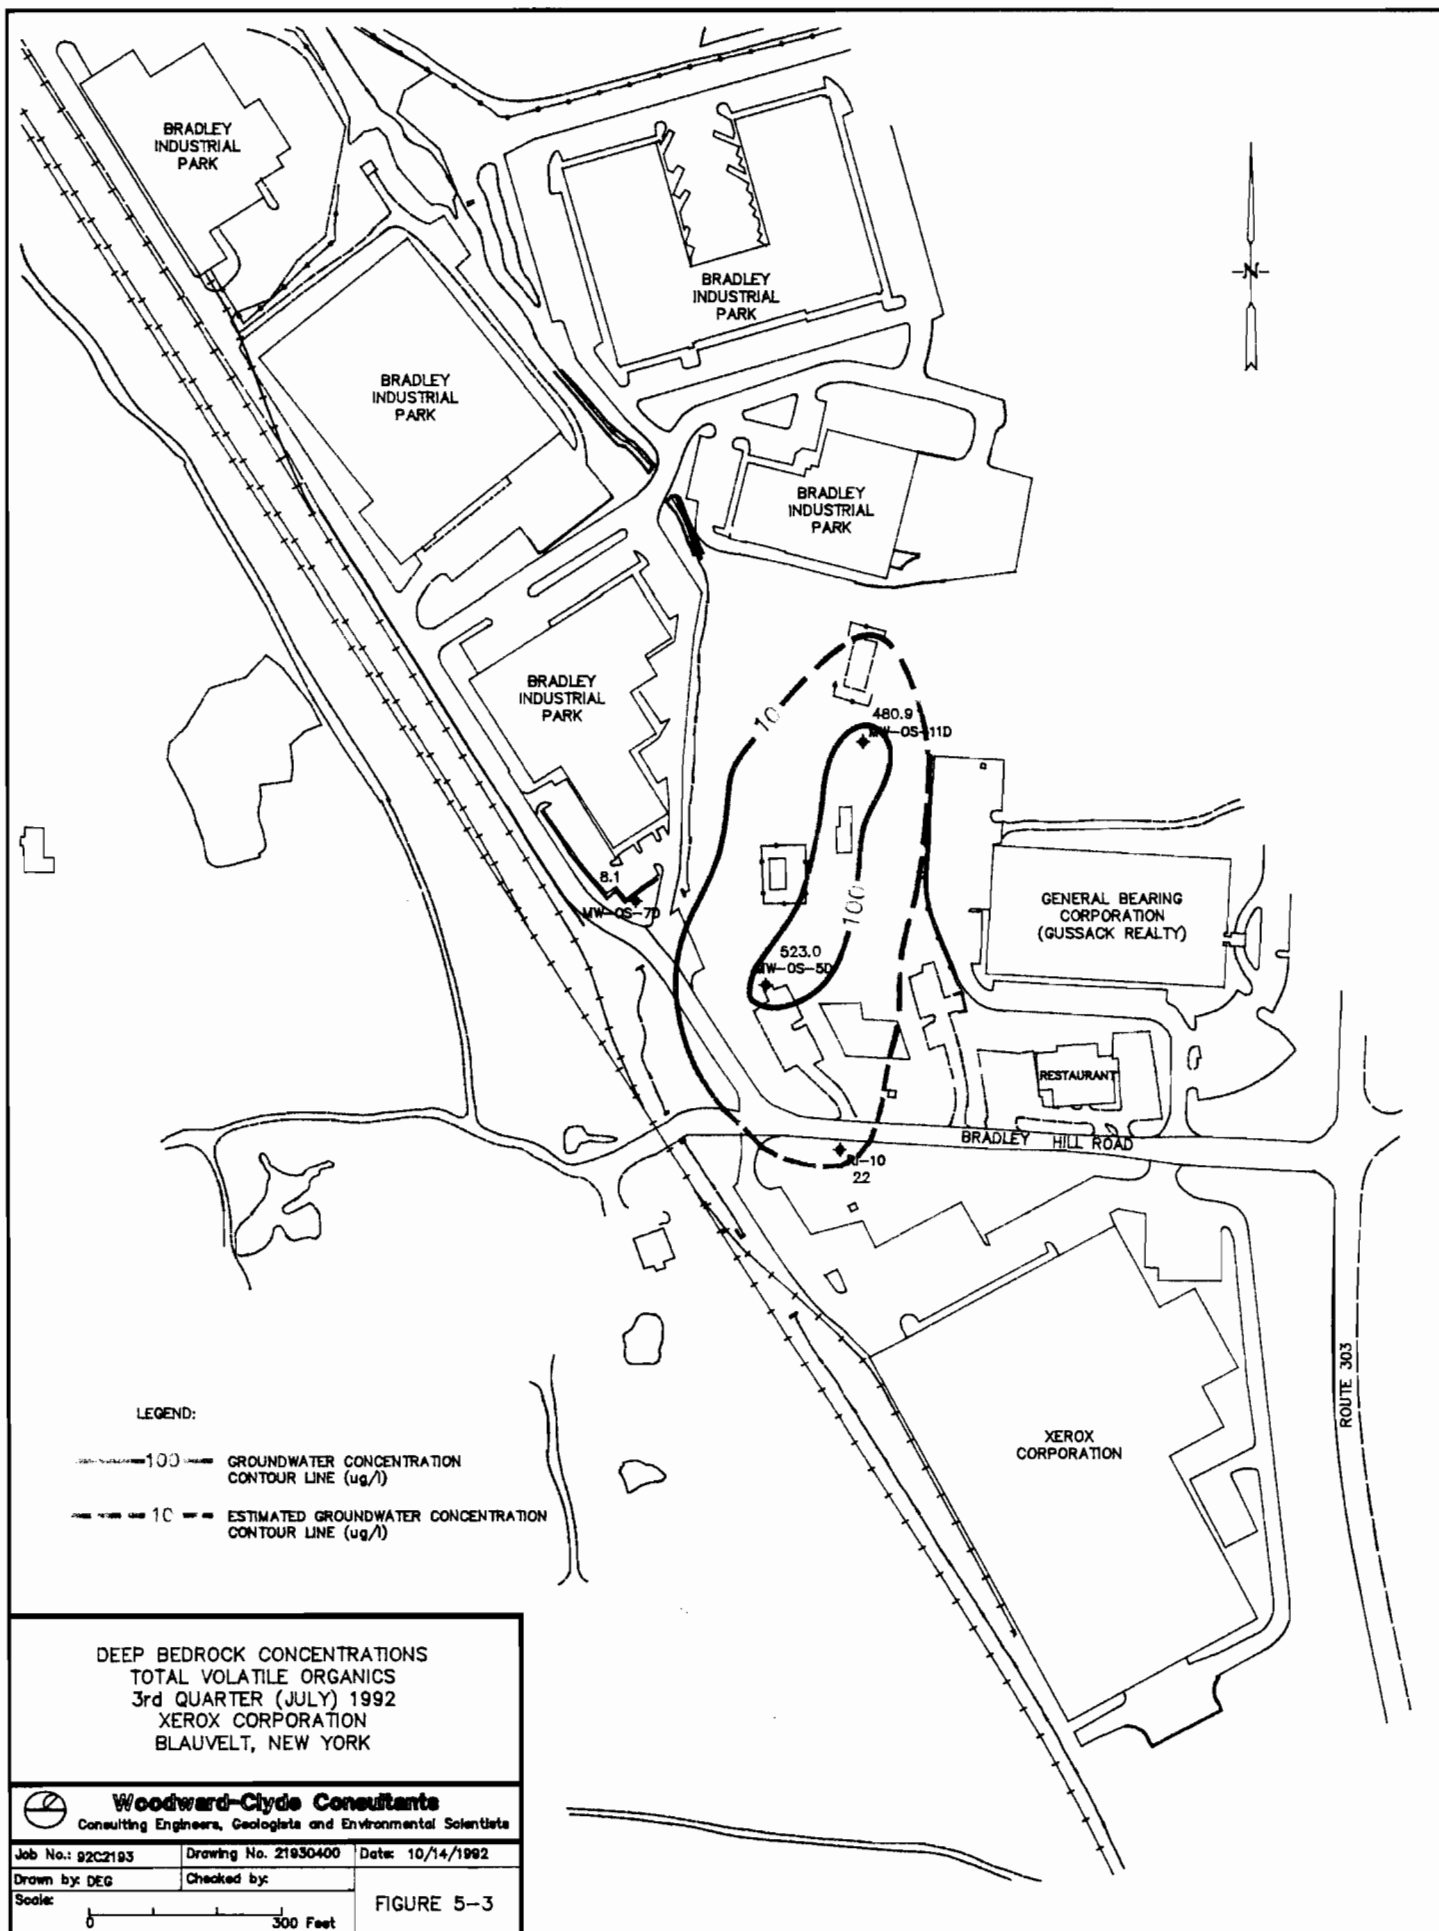 BRADLEY
INDUSTRIAL
PARK
BRADLEY
INDUSTRIAL
PARK
N
BRADLEY
INDUSTRIAL
PARK
BRADLEY
INDUSTRIAL
PARK
BRADLEY
INDUSTRIAL
PARK
10
480.9
MW-OS-11D
8.1
MW-OS-7D
100
GENERAL BEARING
CORPORATION
(GUSSACK REALTY)
523.0
MW-OS-5D
RESTAURANT
BRADLEY HILL ROAD
RI-10
22
ROUTE 303
XEROX
CORPORATION
LEGEND:
100 GROUNDWATER CONCENTRATION
CONTOUR LINE (ug/l)
10 ESTIMATED GROUNDWATER CONCENTRATION
CONTOUR LINE (ug/l)
DEEP BEDROCK CONCENTRATIONS
TOTAL VOLATILE ORGANICS
3rd QUARTER (JULY) 1992
XEROX CORPORATION
BLAUVELT, NEW YORK
Woodward-Clyde Consultants
Consulting Engineers, Geologists and Environmental Scientists
Job No.: 92C2193 Drawing No. 21930400 Date: 10/14/1992
Drawn by: DEG Checked by:
Scale: 0 300 Feet
FIGURE 5-3